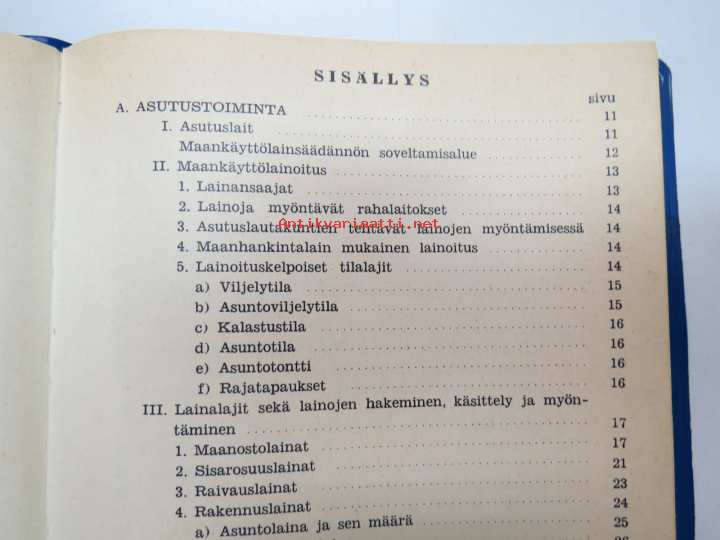 SISÄLLYS
sivu
A. ASUTUSTOIMINTA 11
I. Asutuslait 11
Maankäyttölainsäädännön soveltamisalue 12
II. Maankäyttölainoitus 13
1. Lainansaajat 13
2. Lainoja myöntävät rahalaitokset 14
Antikvariaatti.net
3. Asutuslautakuntien tehtävät lainojen myöntämisessä 14
4. Maanhankintalain mukainen lainoitus 14
5. Lainoituskelpoiset tilalajit 14
a) Viljelytila 15
b) Asuntoviljelytila 15
c) Kalastustila 16
d) Asuntotila 16
e) Asuntotontti 16
f) Rajatapaukset 16
III. Lainalajit sekä lainojen hakeminen, käsittely ja myön-
täminen 17
1. Maanostolainat 17
2. Sisarosuuslainat 21
3. Raivauslainat 23
4. Rakennuslainat 24
a) Asuntolaina ja sen määrä 25